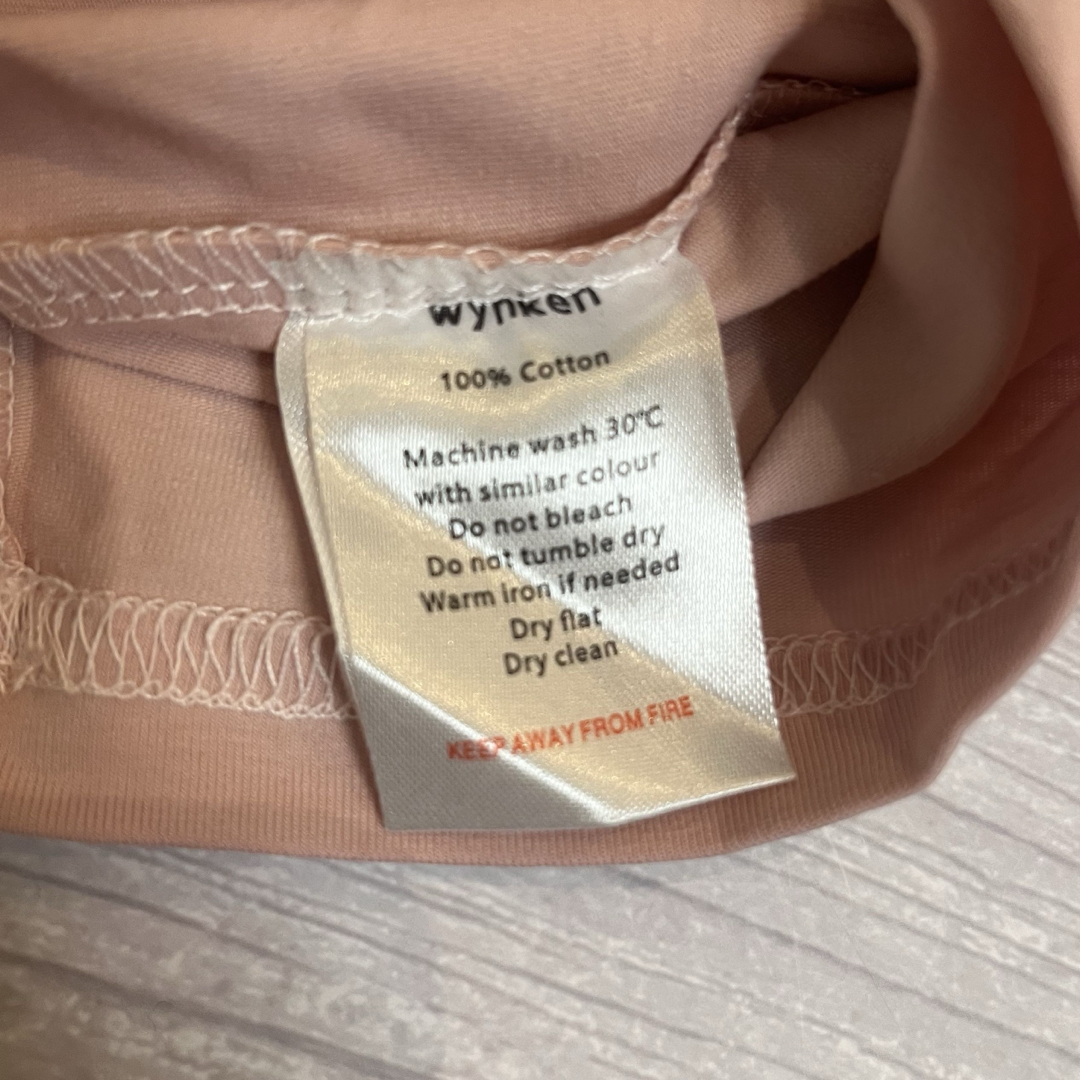 wynken
100% Cotton
Machine wash 30°C
with similar colour
Do not bleach
Do not tumble dry
Warm iron if needed
Dry flat
Dry clean
KEEP AWAY FROM FIRE